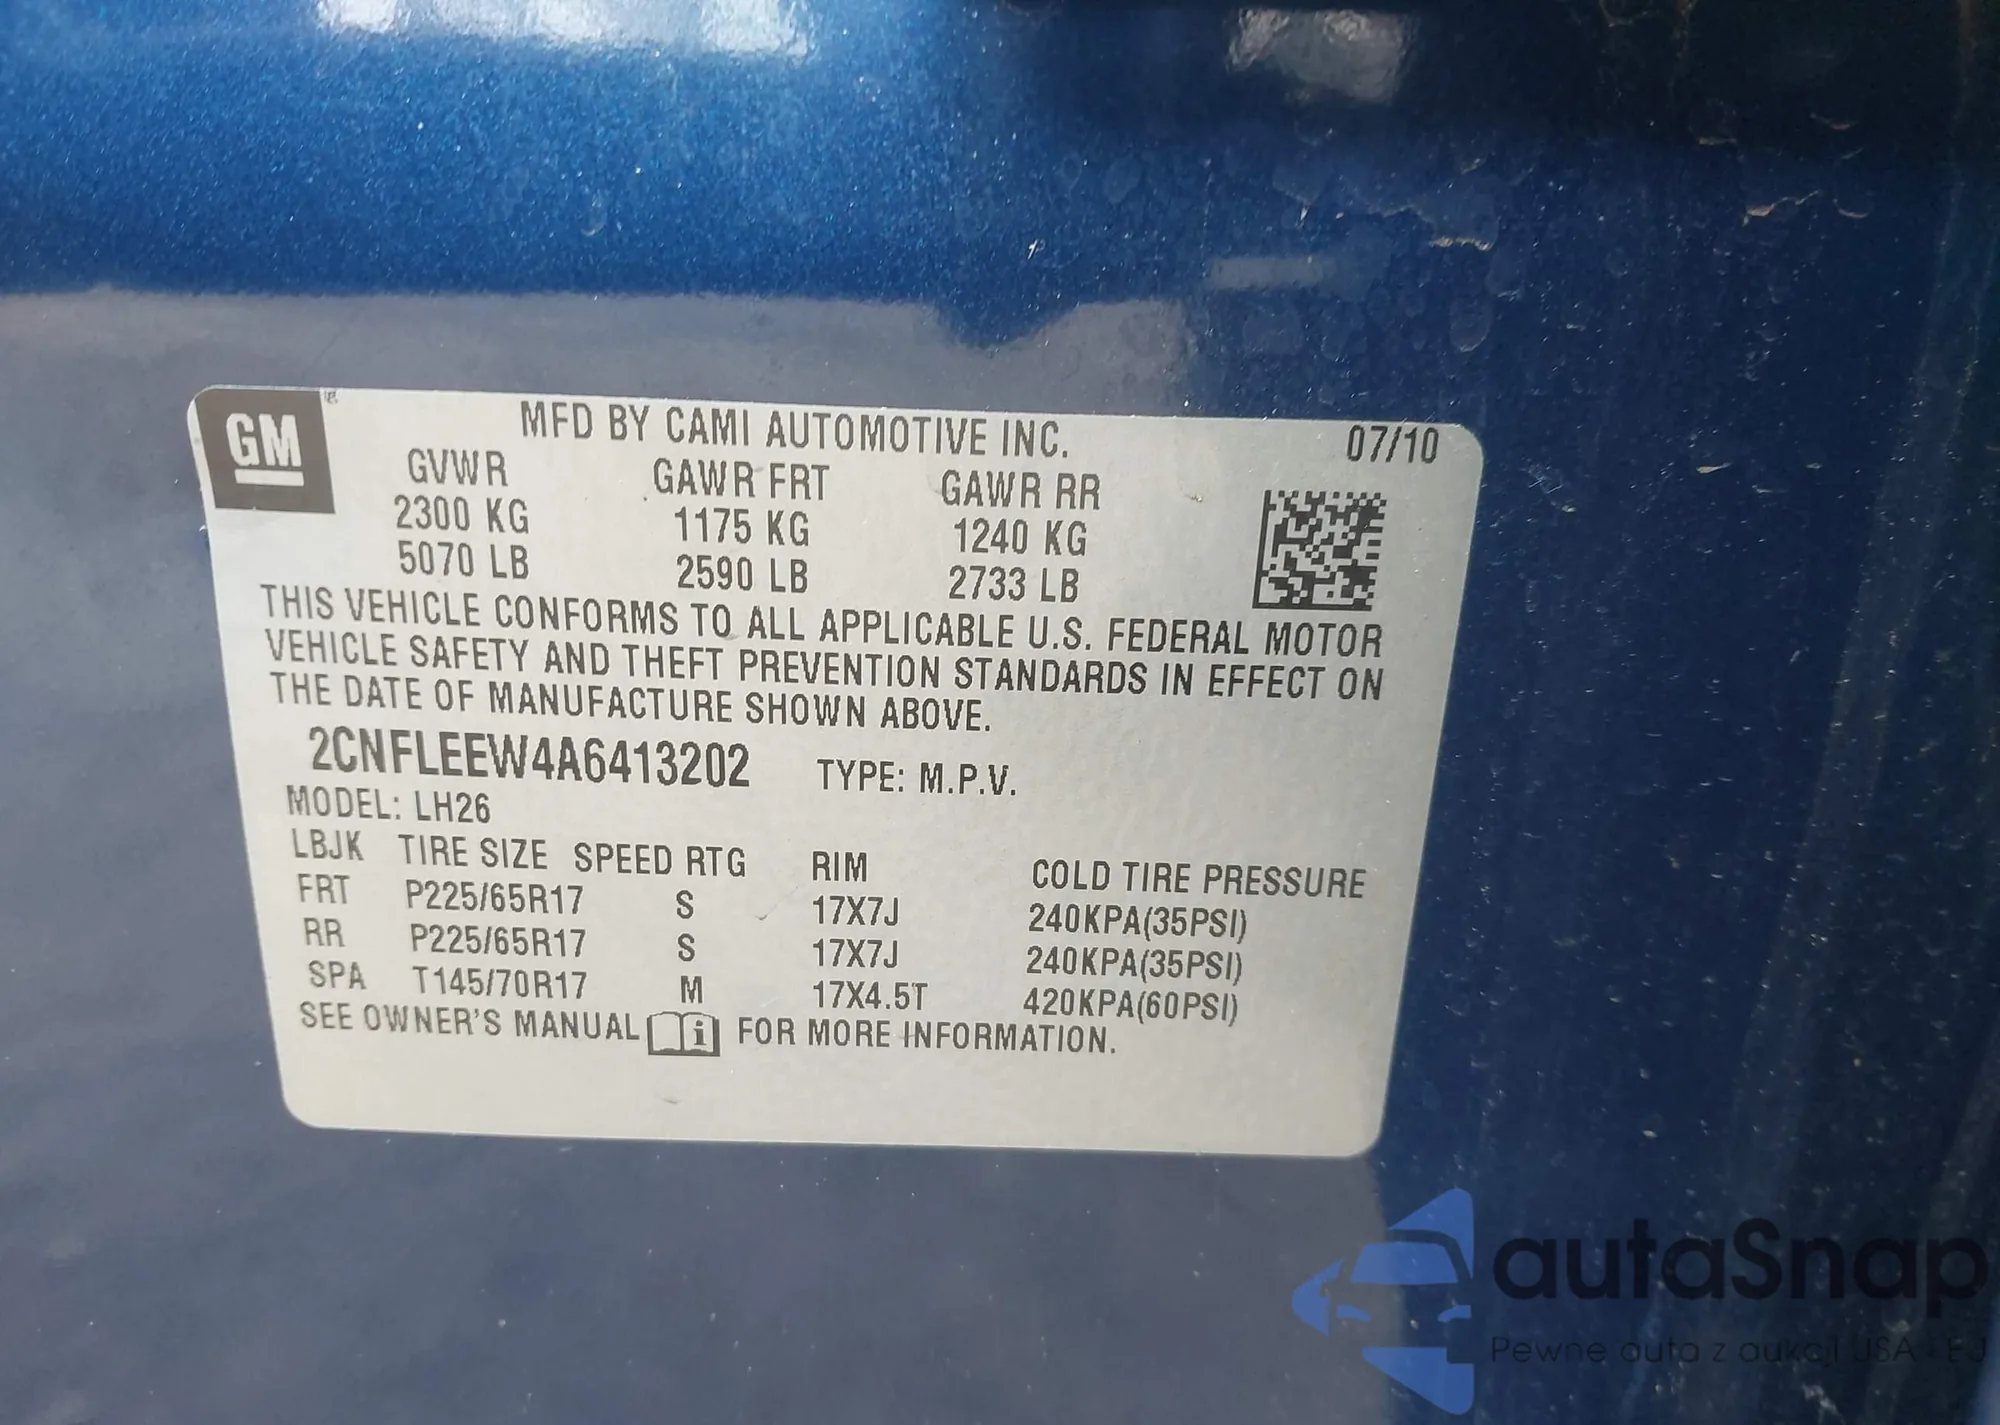 GM
MFD BY CAMI AUTOMOTIVE INC. 07/10
GVWR GAWR FRT GAWR RR
2300 KG 1175 KG 1240 KG
5070 LB 2590 LB 2733 LB
THIS VEHICLE CONFORMS TO ALL APPLICABLE U.S. FEDERAL MOTOR
VEHICLE SAFETY AND THEFT PREVENTION STANDARDS IN EFFECT ON
THE DATE OF MANUFACTURE SHOWN ABOVE.
2CNFLEEW4A6413202 TYPE: M.P.V.
MODEL: LH26
LBJK TIRE SIZE SPEED RTG RIM COLD TIRE PRESSURE
FRT P225/65R17 S 17X7J 240KPA(35PSI)
RR P225/65R17 S 17X7J 240KPA(35PSI)
SPA T145/70R17 M 17X4.5T 420KPA(60PSI)
SEE OWNER'S MANUAL i FOR MORE INFORMATION.
autaSnap
Pewne auta z aukcji USA